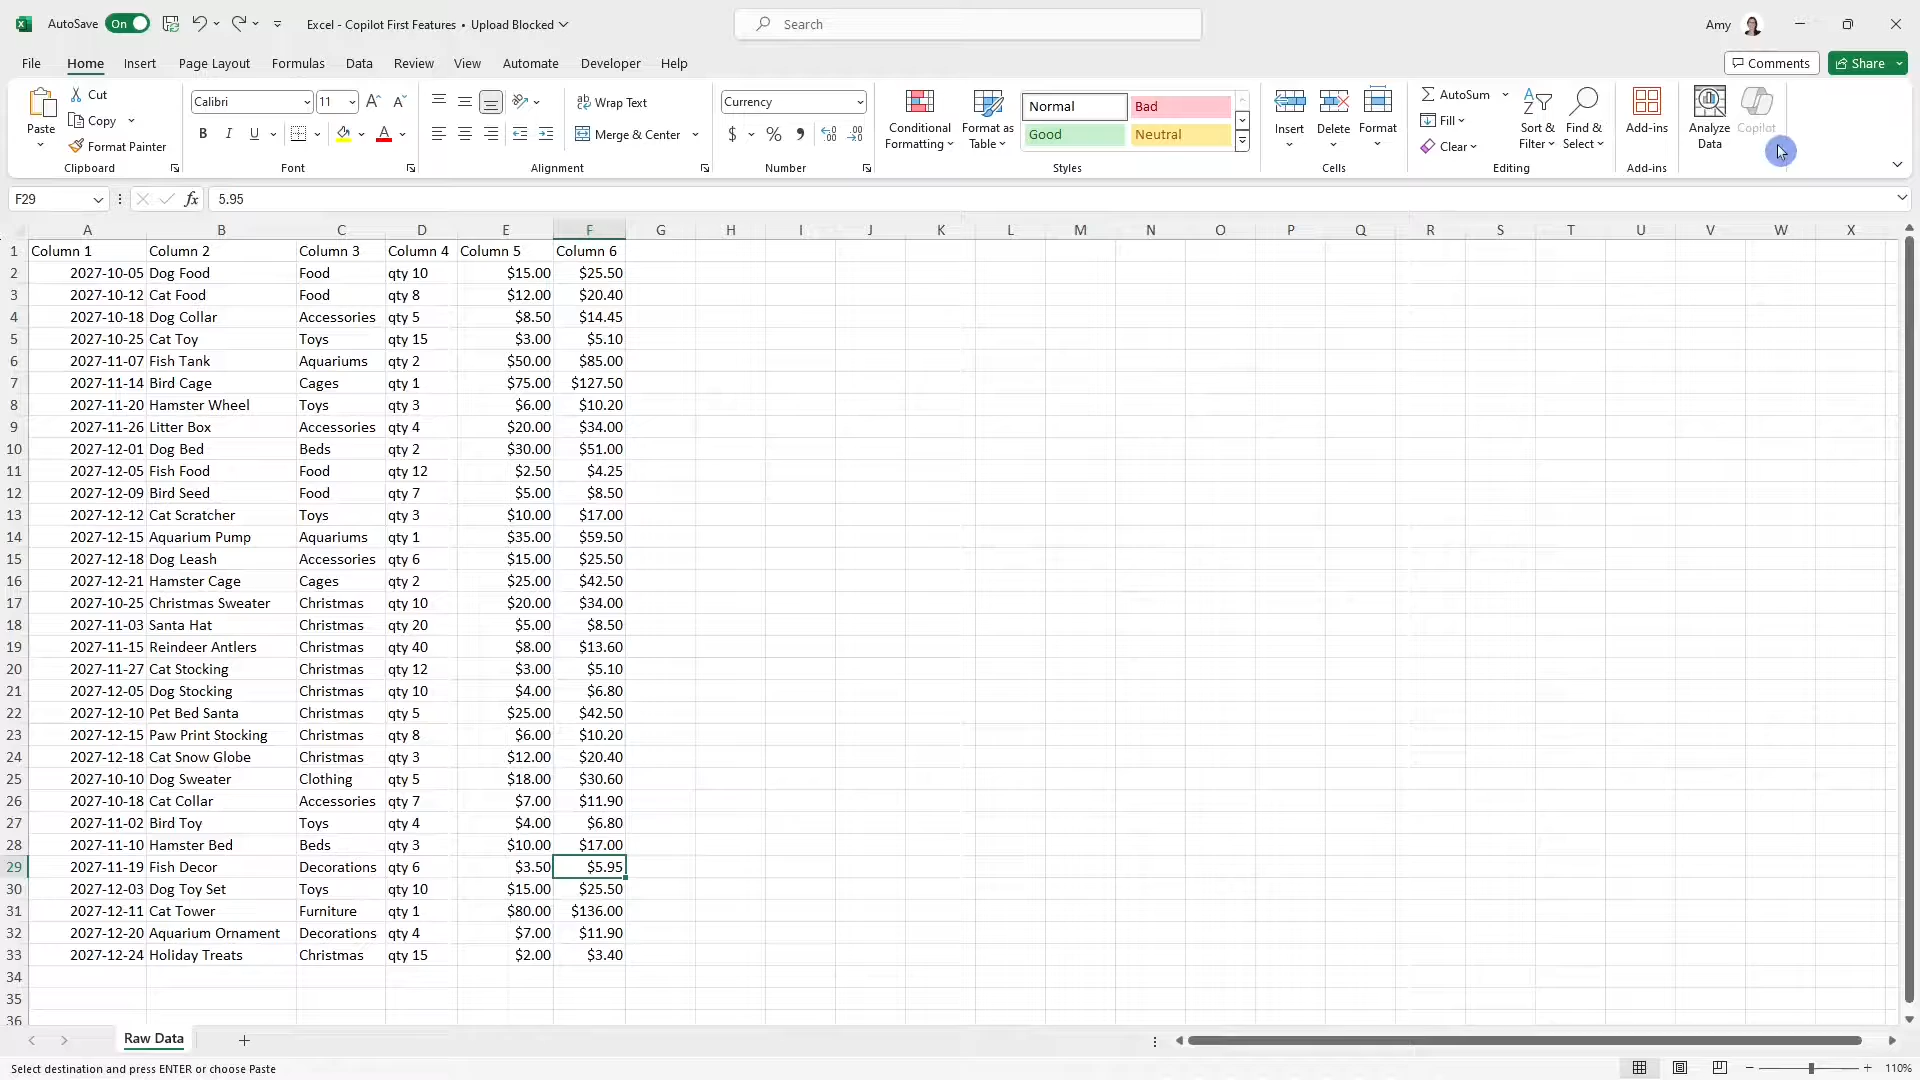 AutoSave On Excel - Copilot First Features • Upload Blocked Search Amy
File Home Insert Page Layout Formulas Data Review View Automate Developer Help Comments Share
Paste Cut Copy Format Painter Clipboard
Calibri 11 B I U A Font
Wrap Text Merge & Center Alignment
Currency $ % Number
Conditional Formatting Format as Table Normal Bad Good Neutral Styles
Insert Delete Format Cells
AutoSum Fill Clear Sort & Filter Find & Select Editing
Add-ins Add-ins
Analyze Data Copilot
F29 fx 5.95
A B C D E F G H I J K L M N O P Q R S T U V W X
1 Column 1 Column 2 Column 3 Column 4 Column 5 Column 6
2 2027-10-05 Dog Food Food qty 10 $15.00 $25.50
3 2027-10-12 Cat Food Food qty 8 $12.00 $20.40
4 2027-10-18 Dog Collar Accessories qty 5 $8.50 $14.45
5 2027-10-25 Cat Toy Toys qty 15 $3.00 $5.10
6 2027-11-07 Fish Tank Aquariums qty 2 $50.00 $85.00
7 2027-11-14 Bird Cage Cages qty 1 $75.00 $127.50
8 2027-11-20 Hamster Wheel Toys qty 3 $6.00 $10.20
9 2027-11-26 Litter Box Accessories qty 4 $20.00 $34.00
10 2027-12-01 Dog Bed Beds qty 2 $30.00 $51.00
11 2027-12-05 Fish Food Food qty 12 $2.50 $4.25
12 2027-12-09 Bird Seed Food qty 7 $5.00 $8.50
13 2027-12-12 Cat Scratcher Toys qty 3 $10.00 $17.00
14 2027-12-15 Aquarium Pump Aquariums qty 1 $35.00 $59.50
15 2027-12-18 Dog Leash Accessories qty 6 $15.00 $25.50
16 2027-12-21 Hamster Cage Cages qty 2 $25.00 $42.50
17 2027-10-25 Christmas Sweater Christmas qty 10 $20.00 $34.00
18 2027-11-03 Santa Hat Christmas qty 20 $5.00 $8.50
19 2027-11-15 Reindeer Antlers Christmas qty 40 $8.00 $13.60
20 2027-11-27 Cat Stocking Christmas qty 12 $3.00 $5.10
21 2027-12-05 Dog Stocking Christmas qty 10 $4.00 $6.80
22 2027-12-10 Pet Bed Santa Christmas qty 5 $25.00 $42.50
23 2027-12-15 Paw Print Stocking Christmas qty 8 $6.00 $10.20
24 2027-12-18 Cat Snow Globe Christmas qty 3 $12.00 $20.40
25 2027-10-10 Dog Sweater Clothing qty 5 $18.00 $30.60
26 2027-10-18 Cat Collar Accessories qty 7 $7.00 $11.90
27 2027-11-02 Bird Toy Toys qty 4 $4.00 $6.80
28 2027-11-10 Hamster Bed Beds qty 3 $10.00 $17.00
29 2027-11-19 Fish Decor Decorations qty 6 $3.50 $5.95
30 2027-12-03 Dog Toy Set Toys qty 10 $15.00 $25.50
31 2027-12-11 Cat Tower Furniture qty 1 $80.00 $136.00
32 2027-12-20 Aquarium Ornament Decorations qty 4 $7.00 $11.90
33 2027-12-24 Holiday Treats Christmas qty 15 $2.00 $3.40
34
35
36
Raw Data
Select destination and press ENTER or choose Paste 110%